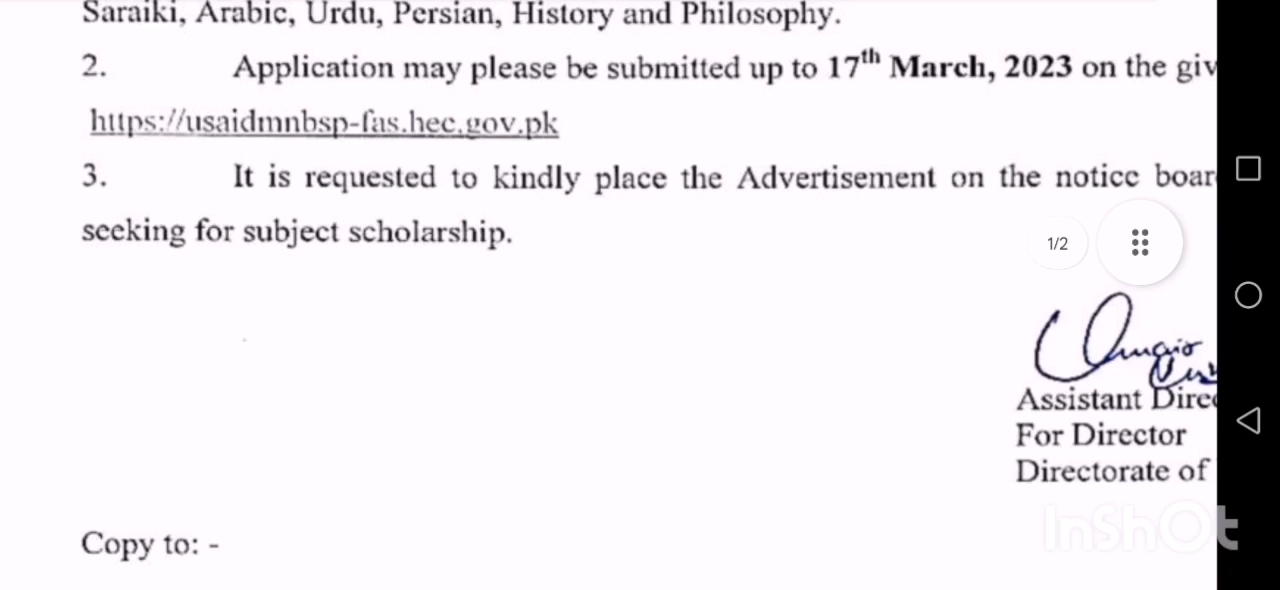 Saraiki, Arabic, Urdu, Persian, History and Philosophy.
2. Application may please be submitted up to 17th March, 2023 on the giv
https://usaidmnbsp-fas.hec.gov.pk
3. It is requested to kindly place the Advertisement on the notice boar
seeking for subject scholarship.
1/2
Assistant Direc
For Director
Directorate of
InShOt
Copy to: -